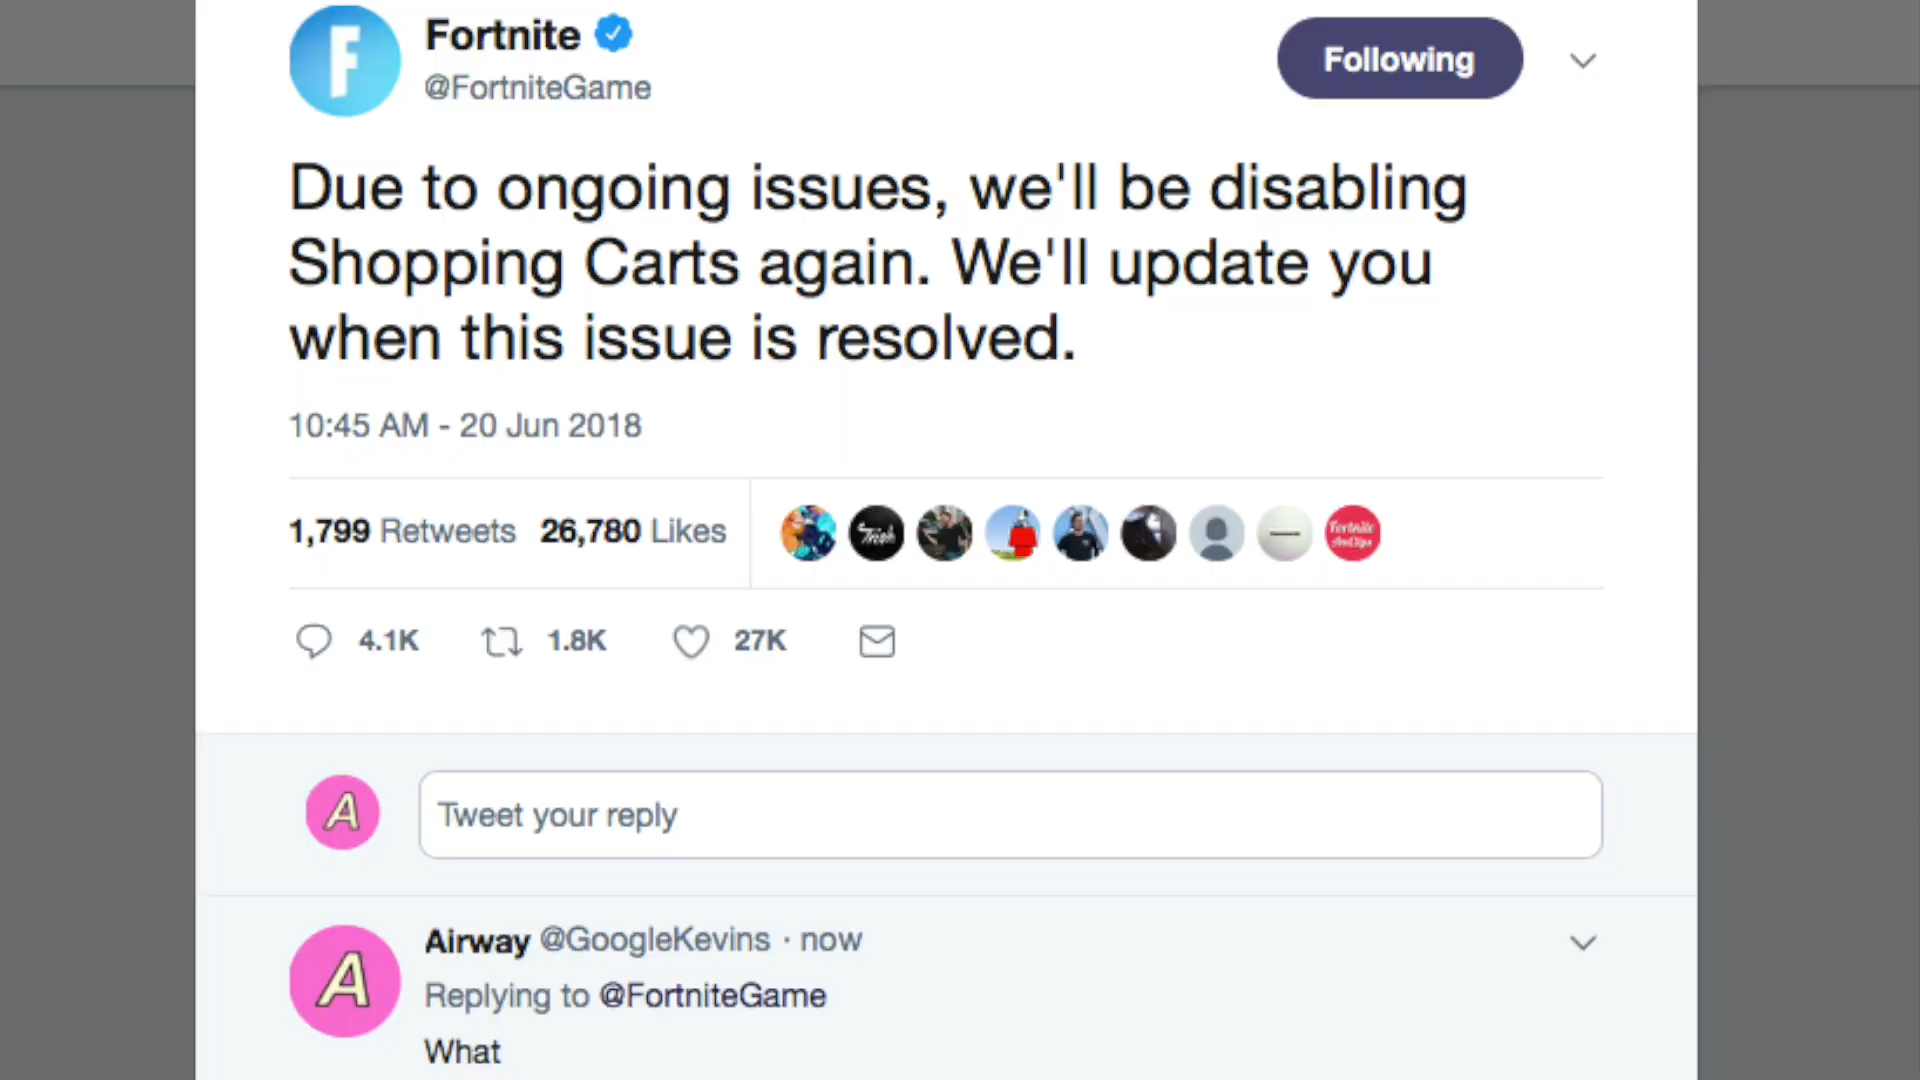 Fortnite
@FortniteGame
Following
Due to ongoing issues, we'll be disabling
Shopping Carts again. We'll update you
when this issue is resolved.
10:45 AM - 20 Jun 2018
1,799 Retweets 26,780 Likes
4.1K 1.8K 27K
A
Tweet your reply
A
Airway @GoogleKevins · now
Replying to @FortniteGame
What